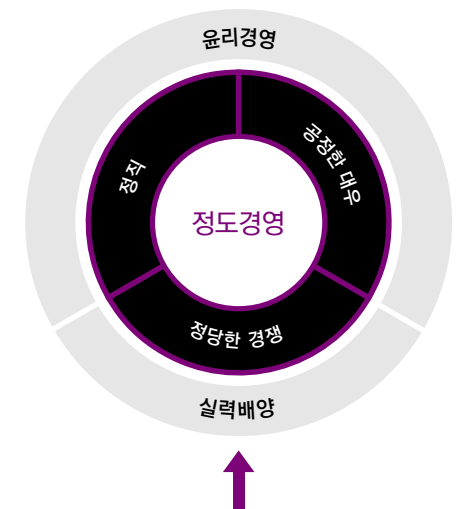 윤리경영
정직
공정한 대우
정도경영
정당한 경쟁
실력배양